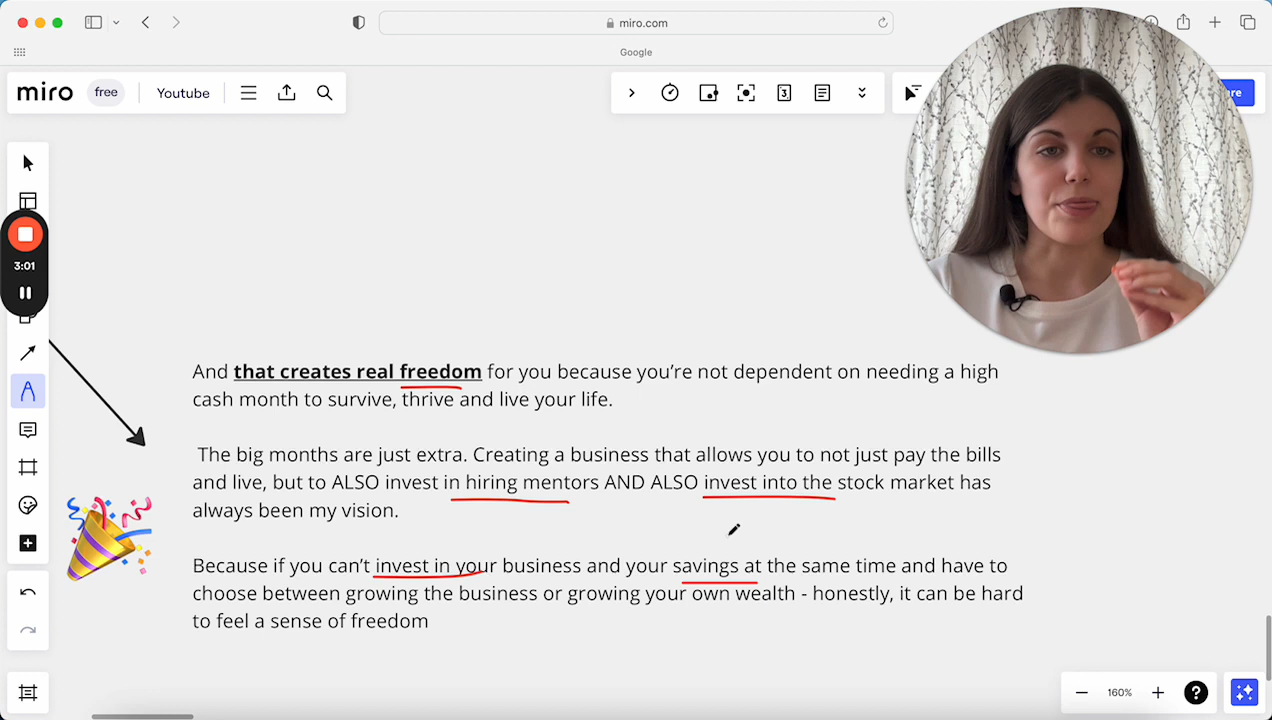 miro.com
Google
miro free Youtube
3
re
3:01
And that creates real freedom for you because you’re not dependent on needing a high
cash month to survive, thrive and live your life.
The big months are just extra. Creating a business that allows you to not just pay the bills
and live, but to ALSO invest in hiring mentors AND ALSO invest into the stock market has
always been my vision.
Because if you can’t invest in your business and your savings at the same time and have to
choose between growing the business or growing your own wealth - honestly, it can be hard
to feel a sense of freedom
160%
?